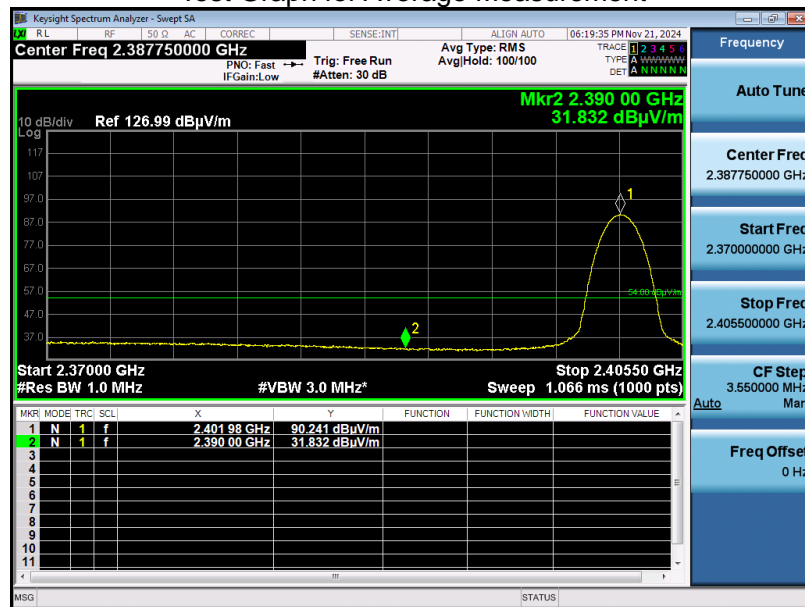 Keysight Spectrum Analyzer - Swept SA
LXI RL RF 50 Ω AC CORREC SENSE:INT ALIGN AUTO 06:19:35 PM Nov 21, 2024
Center Freq 2.387750000 GHz
PNO: Fast
IFGain:Low
Trig: Free Run
#Atten: 30 dB
Avg Type: RMS
Avg|Hold: 100/100
TRACE 1 2 3 4 5 6
TYPE A WWWWW
DET A N N N N N
Mkr2 2.390 00 GHz
31.832 dBµV/m
10 dB/div Ref 126.99 dBµV/m
Log
117
107
97.0
87.0
77.0
67.0
57.0
47.0
37.0
1
54.00 dBµV/m
2
Start 2.37000 GHz Stop 2.40550 GHz
#Res BW 1.0 MHz #VBW 3.0 MHz* Sweep 1.066 ms (1000 pts)
MKR MODE TRC SCL X Y FUNCTION FUNCTION WIDTH FUNCTION VALUE
1 N 1 f 2.401 98 GHz 90.241 dBµV/m
2 N 1 f 2.390 00 GHz 31.832 dBµV/m
3
4
5
6
7
8
9
10
11
MSG STATUS
Frequency
Auto Tune
Center Freq
2.387750000 GHz
Start Freq
2.370000000 GHz
Stop Freq
2.405500000 GHz
CF Step
3.550000 MHz
Auto Man
Freq Offset
0 Hz